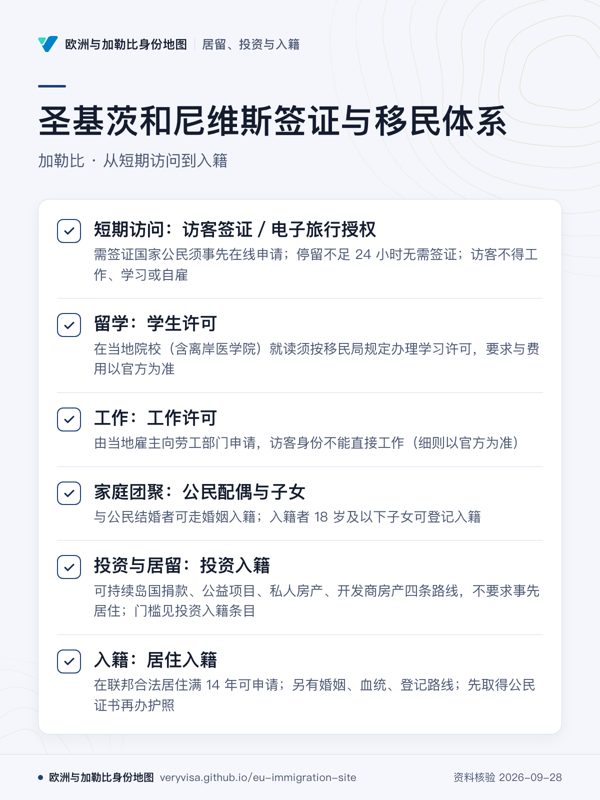 欧洲与加勒比身份地图 居留、投资与入籍
圣基茨和尼维斯签证与移民体系
加勒比 · 从短期访问到入籍
短期访问：访客签证 / 电子旅行授权
需签证国家公民须事先在线申请；停留不足 24 小时无需签证；访客不得工
作、学习或自雇
留学：学生许可
在当地院校（含离岸医学院）就读须按移民局规定办理学习许可，要求与费
用以官方为准
工作：工作许可
由当地雇主向劳工部门申请，访客身份不能直接工作（细则以官方为准）
家庭团聚：公民配偶与子女
与公民结婚者可走婚姻入籍；入籍者 18 岁及以下子女可登记入籍
投资与居留：投资入籍
可持续岛国捐款、公益项目、私人房产、开发商房产四条路线，不要求事先
居住；门槛见投资入籍条目
入籍：居住入籍
在联邦合法居住满 14 年可申请；另有婚姻、血统、登记路线；先取得公民
证书再办护照
欧洲与加勒比身份地图 veryvisa.github.io/eu-immigration-site 资料核验 2026-09-28